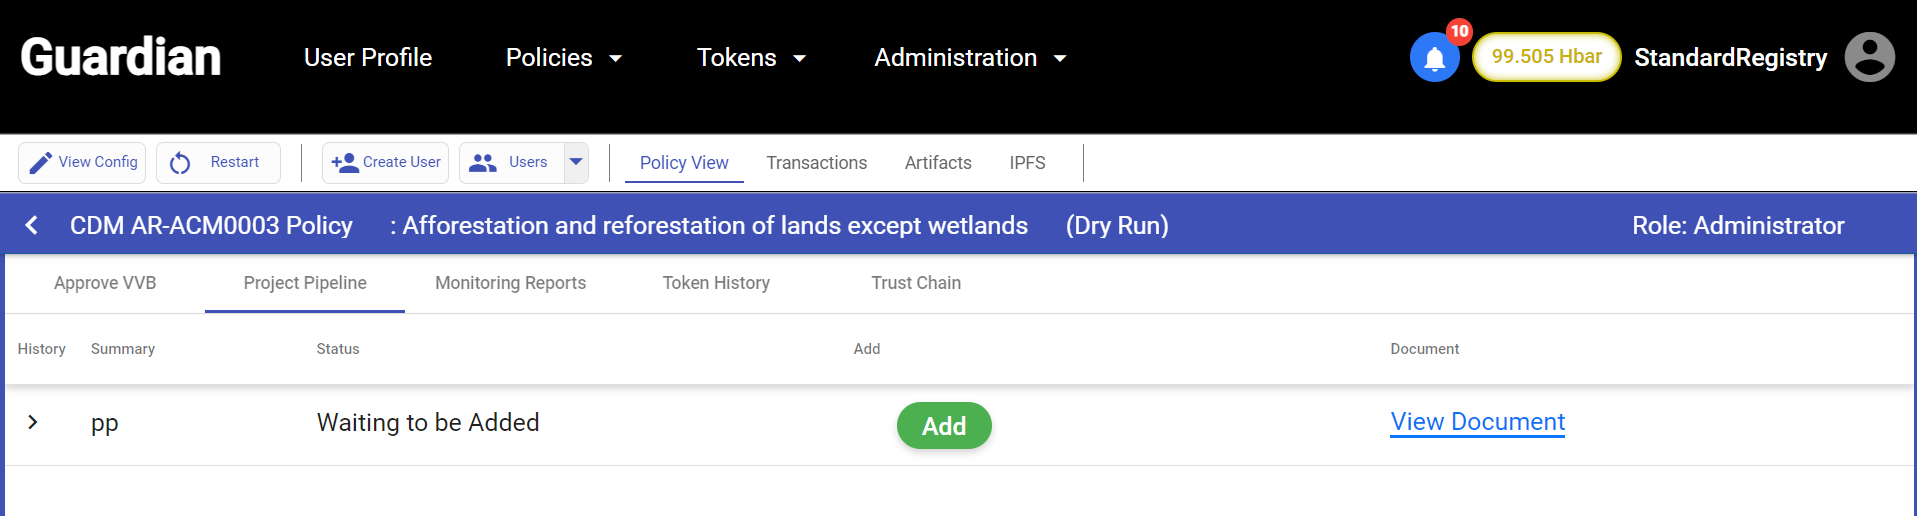 Guardian User Profile Policies Tokens Administration 10 99.505 Hbar StandardRegistry
View Config Restart Create User Users Policy View Transactions Artifacts IPFS
CDM AR-ACM0003 Policy : Afforestation and reforestation of lands except wetlands (Dry Run) Role: Administrator
Approve VVB Project Pipeline Monitoring Reports Token History Trust Chain
History Summary Status Add Document
pp Waiting to be Added Add View Document